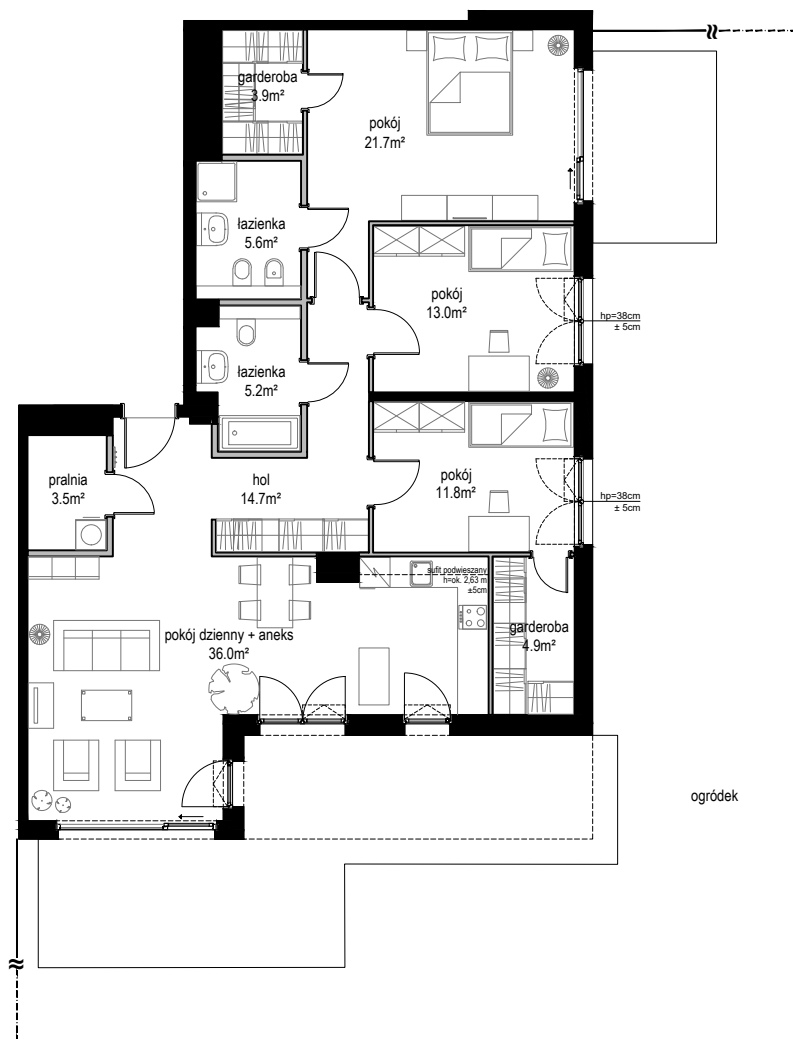 garderoba
3.9m²
pokój
21.7m²
łazienka
5.6m²
pokój
13.0m²
hp=38cm
± 5cm
łazienka
5.2m²
pralnia
3.5m²
hol
14.7m²
pokój
11.8m²
hp=38cm
± 5cm
sufit podwieszany
h=ok. 2,63 m
±5cm
pokój dzienny + aneks
36.0m²
garderoba
4.9m²
ogródek